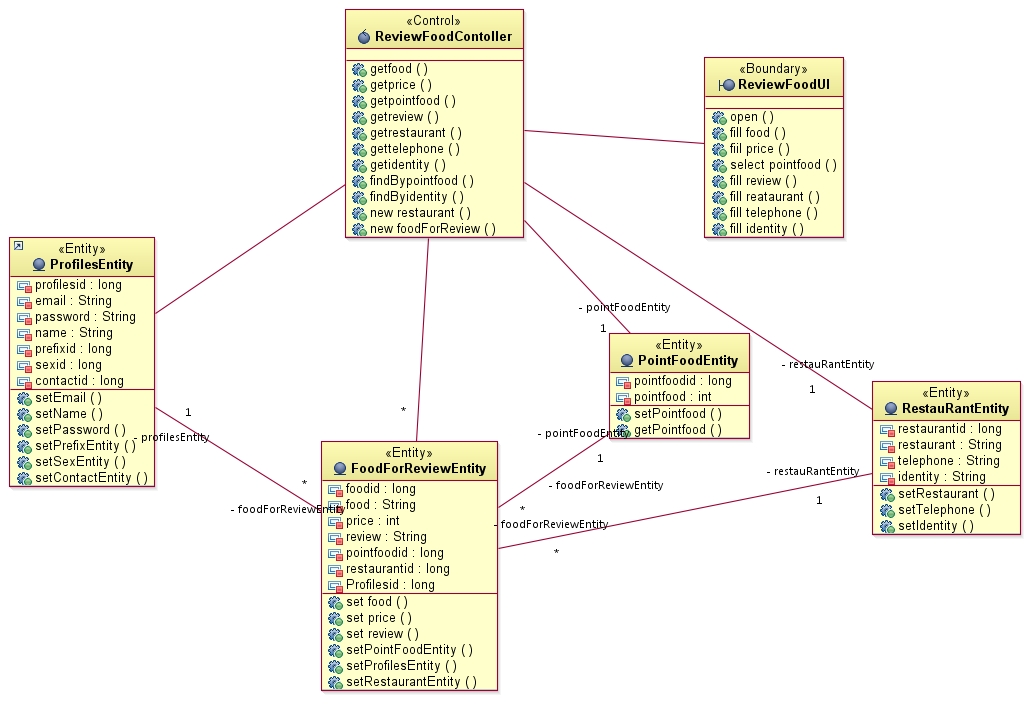 «Control»
ReviewFoodContoller
getfood ( )
getprice ( )
getpointfood ( )
getreview ( )
getrestaurant ( )
gettelephone ( )
getidentity ( )
findBypointfood ( )
findByidentity ( )
new restaurant ( )
new foodForReview ( )
«Boundary»
ReviewFoodUI
open ( )
fill food ( )
fiil price ( )
select pointfood ( )
fill review ( )
fill reataurant ( )
fill telephone ( )
fill identity ( )
«Entity»
ProfilesEntity
profilesid : long
email : String
password : String
name : String
prefixid : long
sexid : long
contactid : long
setEmail ( )
setName ( )
setPassword ( )
setPrefixEntity ( )
setSexEntity ( )
setContactEntity ( )
- pointFoodEntity
1
«Entity»
PointFoodEntity
pointfoodid : long
pointfood : int
setPointfood ( )
getPointfood ( )
- restauRantEntity
1
«Entity»
RestauRantEntity
restaurantid : long
restaurant : String
telephone : String
identity : String
setRestaurant ( )
setTelephone ( )
setIdentity ( )
1
- profilesEntity
*
*
- foodForReviewEntity
- pointFoodEntity
1
- foodForReviewEntity
*
- restauRantEntity
1
- foodForReviewEntity
*
«Entity»
FoodForReviewEntity
foodid : long
food : String
price : int
review : String
pointfoodid : long
restaurantid : long
Profilesid : long
set food ( )
set price ( )
set review ( )
setPointFoodEntity ( )
setProfilesEntity ( )
setRestaurantEntity ( )